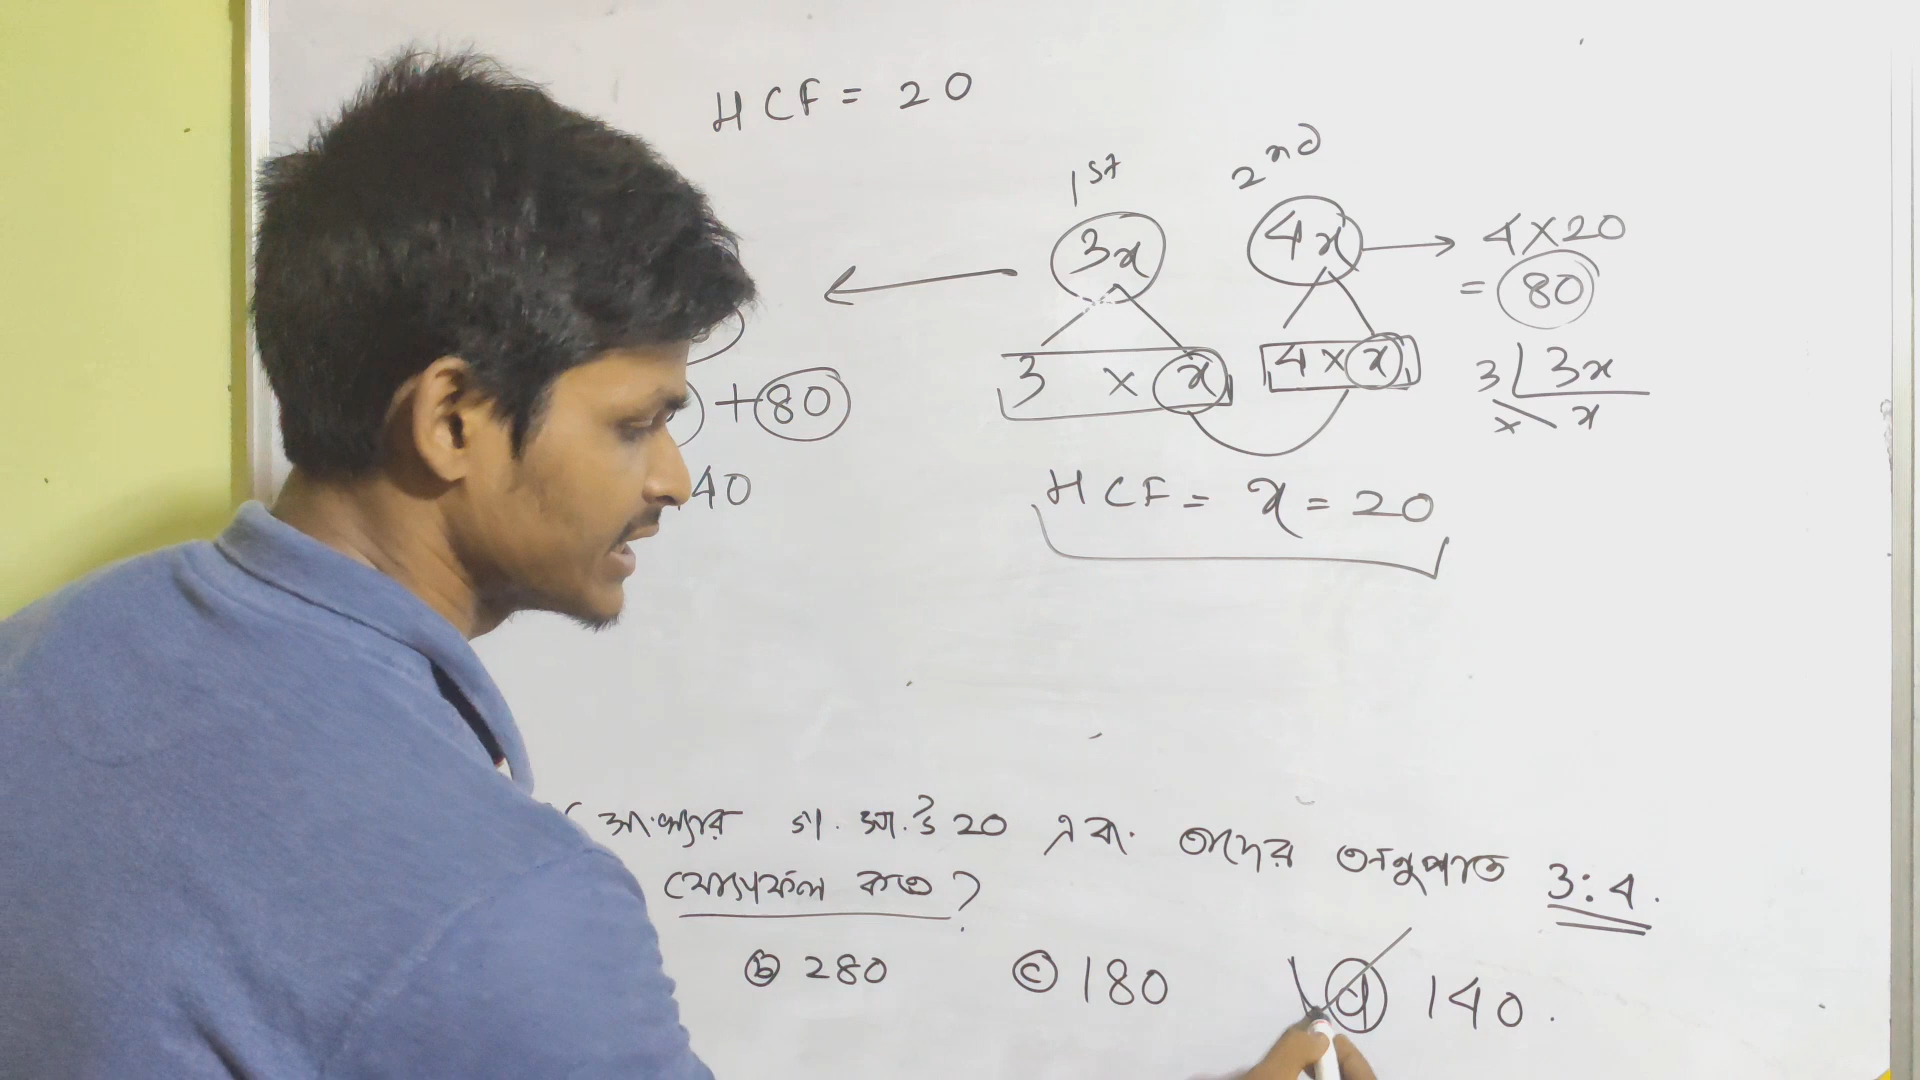 HCF = 20
1st 2nd
3x 4x → 4×20
= 80
3 × x 4×x 3 3x
× x
+80
40
HCF = x = 20
সংখ্যার গ. সা. উ 20 এবং তাদের অনুপাত 3:4.
যোগফল কত?
ⓑ 280 ⓒ 180 ⓓ 140.